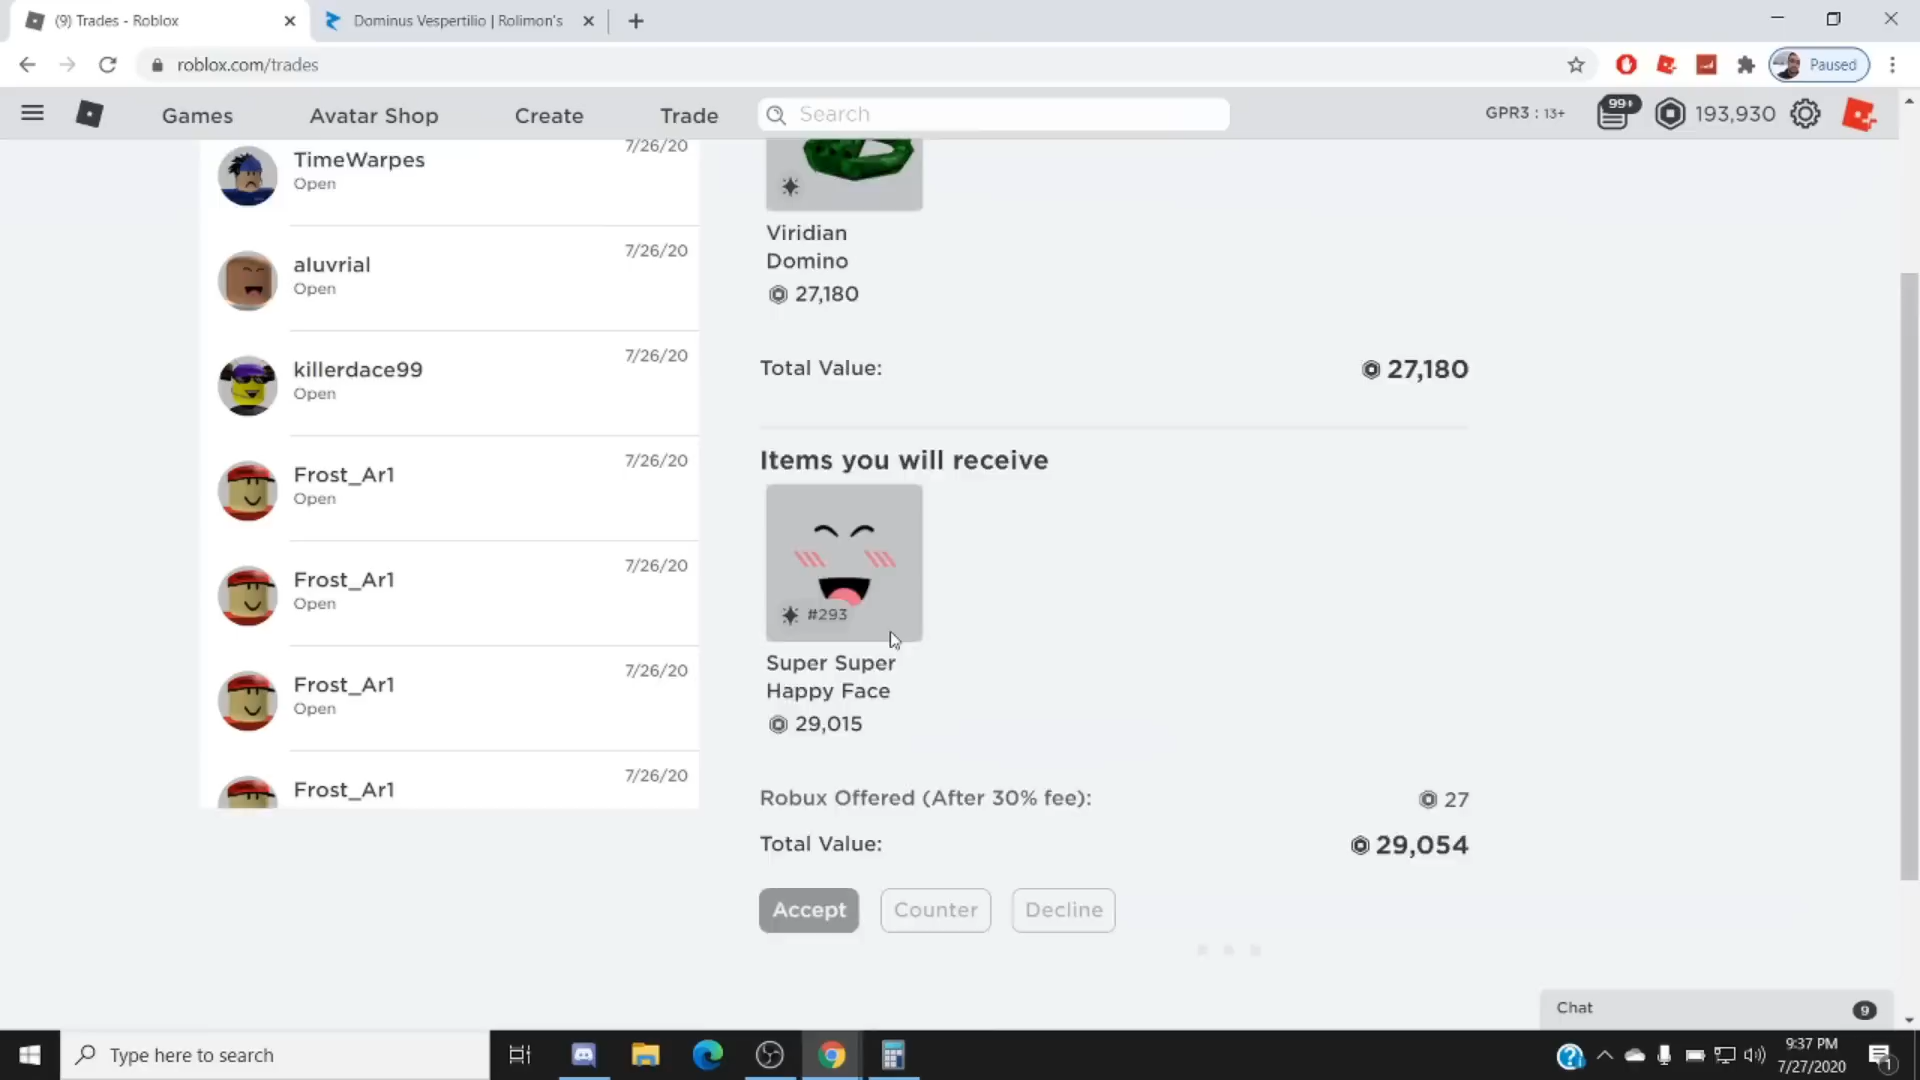 (9) Trades - Roblox
Dominus Vespertilio | Rolimon's
roblox.com/trades
Paused
Games
Avatar Shop
Create
Trade
Search
GPR3 : 13+
99+
193,930
TimeWarpes
7/26/20
Open
aluvrial
7/26/20
Open
killerdace99
7/26/20
Open
Frost_Ar1
7/26/20
Open
Frost_Ar1
7/26/20
Open
Frost_Ar1
7/26/20
Open
Frost_Ar1
7/26/20
Viridian
Domino
27,180
Total Value:
27,180
Items you will receive
#293
Super Super
Happy Face
29,015
Robux Offered (After 30% fee):
27
Total Value:
29,054
Accept
Counter
Decline
Chat
9
Type here to search
9:37 PM
7/27/2020
1